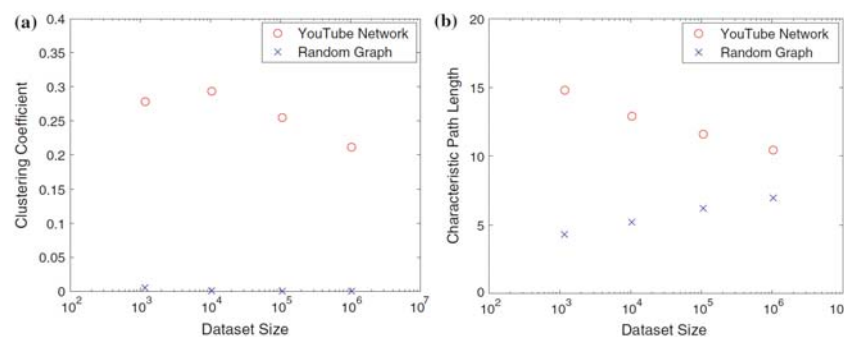 (a)
0.4
0.35
0.3
0.25
0.2
0.15
0.1
0.05
0
Clustering Coefficient
YouTube Network
Random Graph
10^2
10^3
10^4
10^5
10^6
10^7
Dataset Size
(b)
20
15
10
5
0
Characteristic Path Length
YouTube Network
Random Graph
10^2
10^3
10^4
10^5
10^6
10
Dataset Size